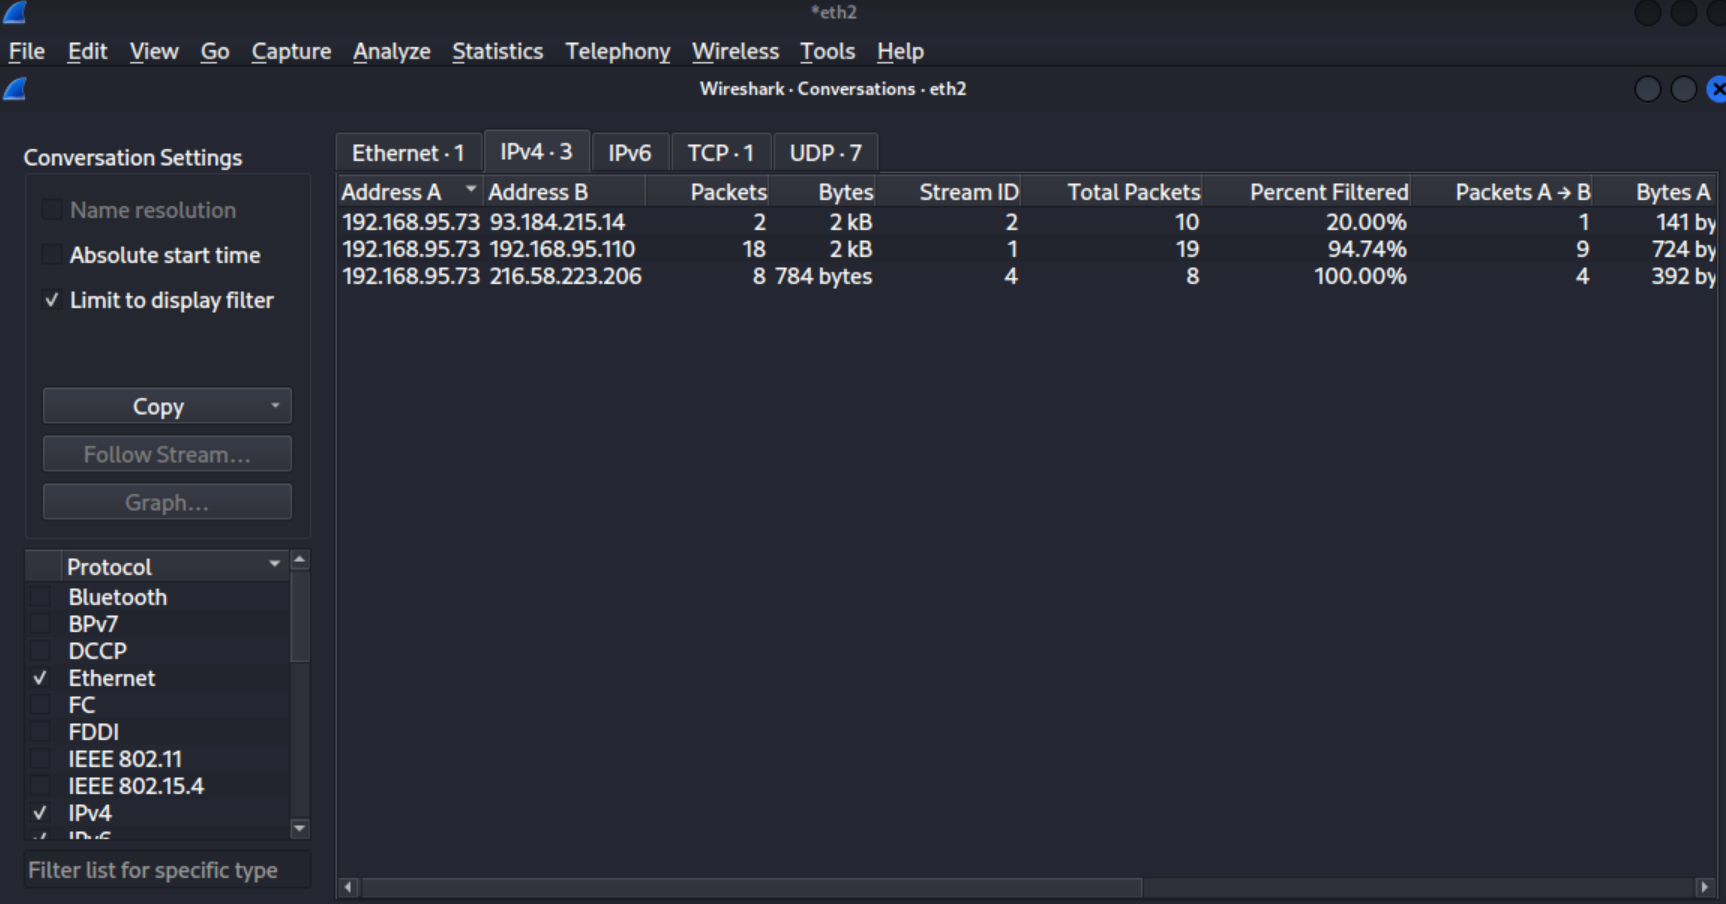 *eth2
File Edit View Go Capture Analyze Statistics Telephony Wireless Tools Help
Wireshark · Conversations · eth2
Conversation Settings
Name resolution
Absolute start time
Limit to display filter
Copy
Follow Stream…
Graph…
Protocol
Bluetooth
BPv7
DCCP
Ethernet
FC
FDDI
IEEE 802.11
IEEE 802.15.4
IPv4
IPv6
Filter list for specific type
Ethernet · 1 IPv4 · 3 IPv6 TCP · 1 UDP · 7
Address A Address B Packets Bytes Stream ID Total Packets Percent Filtered Packets A → B Bytes A
192.168.95.73 93.184.215.14 2 2 kB 2 10 20.00% 1 141 by
192.168.95.73 192.168.95.110 18 2 kB 1 19 94.74% 9 724 by
192.168.95.73 216.58.223.206 8 784 bytes 4 8 100.00% 4 392 by